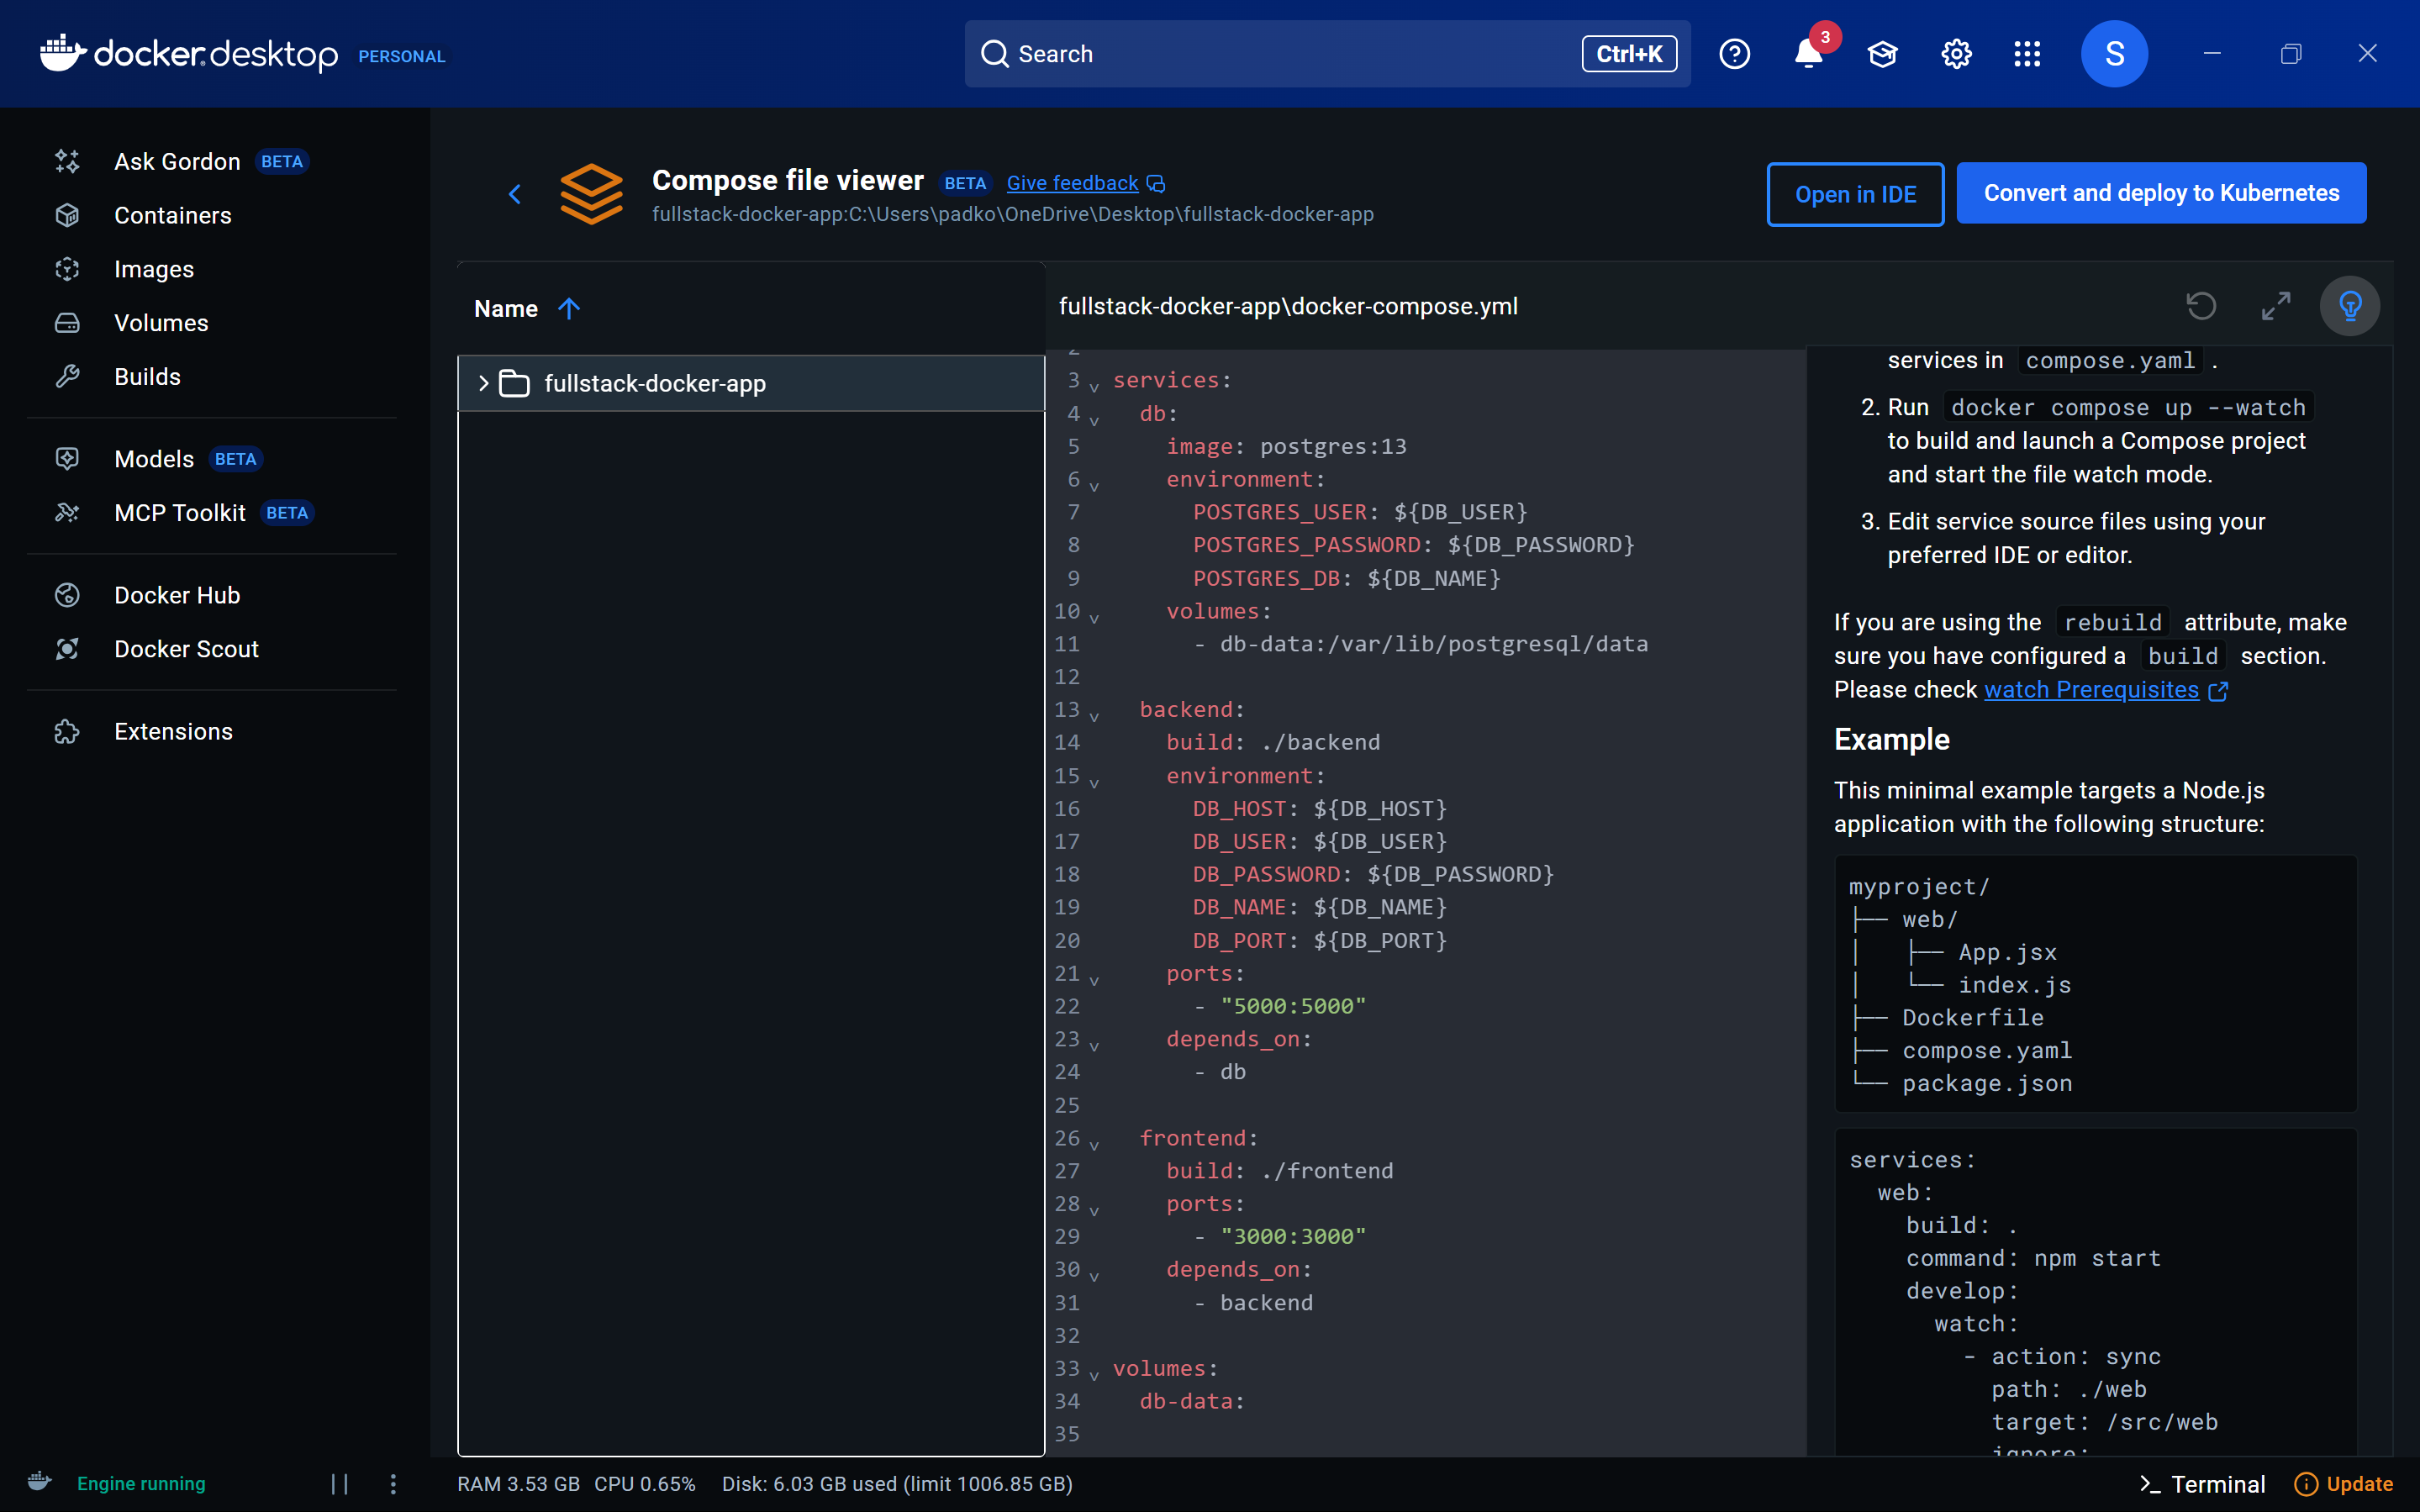 docker.desktop PERSONAL
Search
Ctrl+K
3
S
Ask Gordon BETA
Containers
Images
Volumes
Builds
Models BETA
MCP Toolkit BETA
Docker Hub
Docker Scout
Extensions
Compose file viewer BETA Give feedback
fullstack-docker-app:C:\Users\padko\OneDrive\Desktop\fullstack-docker-app
Open in IDE
Convert and deploy to Kubernetes
Name
fullstack-docker-app
fullstack-docker-app\docker-compose.yml
2
3 services:
4   db:
5     image: postgres:13
6     environment:
7       POSTGRES_USER: ${DB_USER}
8       POSTGRES_PASSWORD: ${DB_PASSWORD}
9       POSTGRES_DB: ${DB_NAME}
10     volumes:
11       - db-data:/var/lib/postgresql/data
12
13   backend:
14     build: ./backend
15     environment:
16       DB_HOST: ${DB_HOST}
17       DB_USER: ${DB_USER}
18       DB_PASSWORD: ${DB_PASSWORD}
19       DB_NAME: ${DB_NAME}
20       DB_PORT: ${DB_PORT}
21     ports:
22       - "5000:5000"
23     depends_on:
24       - db
25
26   frontend:
27     build: ./frontend
28     ports:
29       - "3000:3000"
30     depends_on:
31       - backend
32
33 volumes:
34   db-data:
35
services in compose.yaml .
2. Run docker compose up --watch
to build and launch a Compose project
and start the file watch mode.
3. Edit service source files using your
preferred IDE or editor.
If you are using the rebuild attribute, make
sure you have configured a build section.
Please check watch Prerequisites
Example
This minimal example targets a Node.js
application with the following structure:
myproject/
├── web/
│   ├── App.jsx
│   └── index.js
├── Dockerfile
├── compose.yaml
└── package.json
services:
  web:
    build: .
    command: npm start
    develop:
      watch:
        - action: sync
          path: ./web
          target: /src/web
          ignore:
Engine running
RAM 3.53 GB CPU 0.65% Disk: 6.03 GB used (limit 1006.85 GB)
Terminal
Update